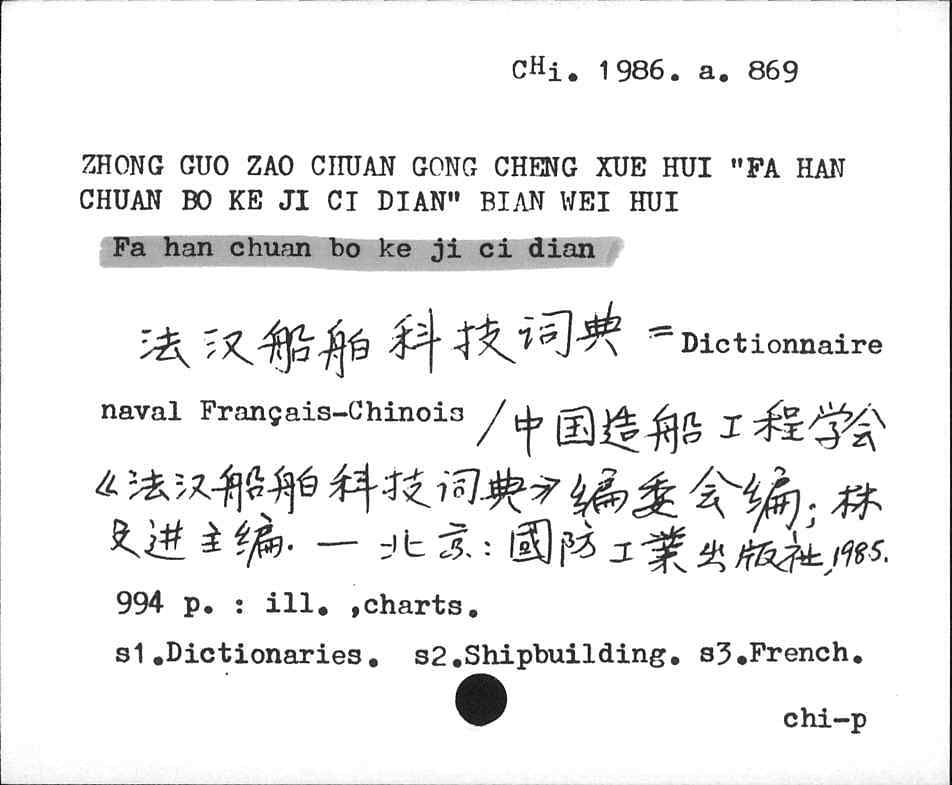 CHi. 1986. a. 869
ZHONG GUO ZAO CHUAN GONG CHENG XUE HUI "FA HAN
CHUAN BO KE JI CI DIAN" BIAN WEI HUI
Fa han chuan bo ke ji ci dian
法汉船舶科技词典 = Dictionnaire
naval Français-Chinois / 中国造船工程学会
《法汉船舶科技词典》编委会编; 林
进主编. — 北京: 國防工業出版社, 1985.
994 p. : ill. ,charts.
s1.Dictionaries. s2.Shipbuilding. s3.French.
chi-p